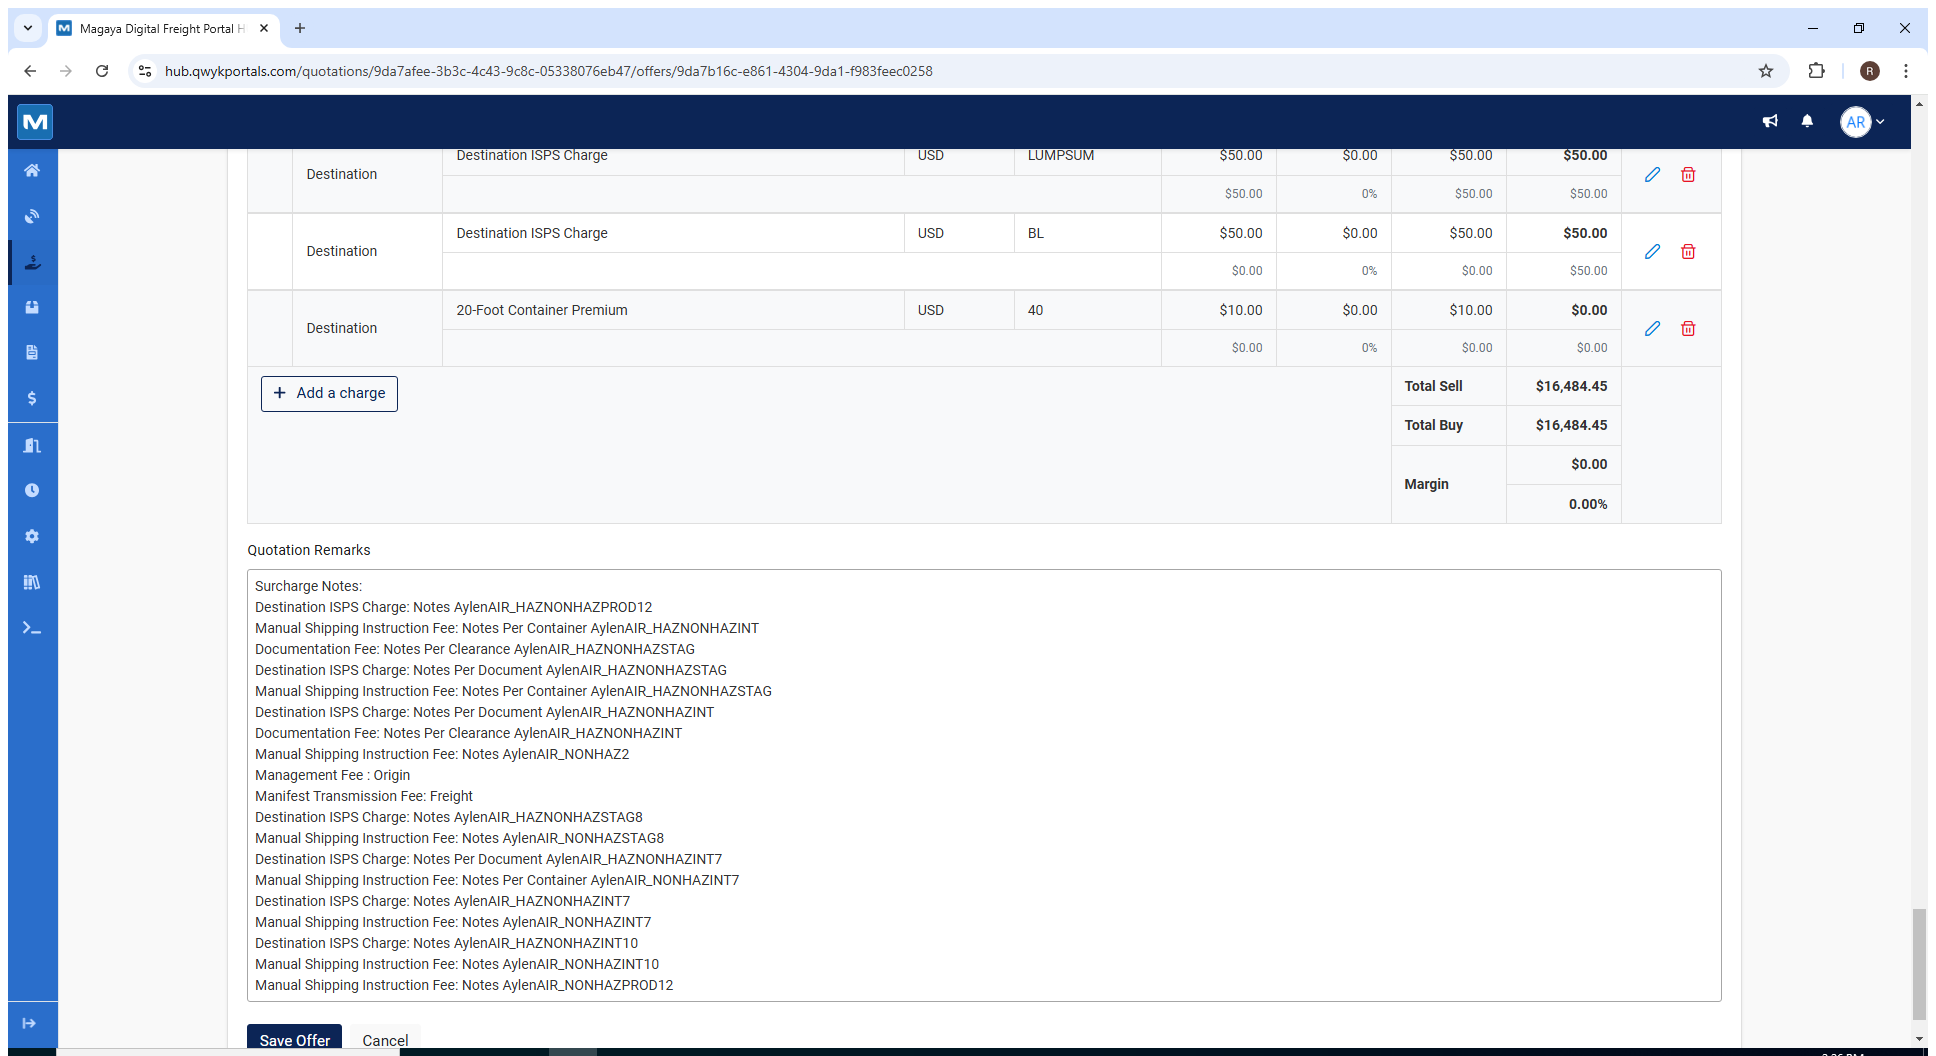 Magaya Digital Freight Portal H
hub.qwykportals.com/quotations/9da7afee-3b3c-4c43-9c8c-05338076eb47/offers/9da7b16c-e861-4304-9da1-f983feec0258
R
M
AR
Destination
Destination ISPS Charge USD LUMPSUM $50.00 $0.00 $50.00 $50.00
$50.00 0% $50.00 $50.00
Destination
Destination ISPS Charge USD BL $50.00 $0.00 $50.00 $50.00
$0.00 0% $0.00 $50.00
Destination
20-Foot Container Premium USD 40 $10.00 $0.00 $10.00 $0.00
$0.00 0% $0.00 $0.00
+ Add a charge
Total Sell $16,484.45
Total Buy $16,484.45
Margin $0.00
0.00%
Quotation Remarks
Surcharge Notes:
Destination ISPS Charge: Notes AylenAIR_HAZNONHAZPROD12
Manual Shipping Instruction Fee: Notes Per Container AylenAIR_HAZNONHAZINT
Documentation Fee: Notes Per Clearance AylenAIR_HAZNONHAZSTAG
Destination ISPS Charge: Notes Per Document AylenAIR_HAZNONHAZSTAG
Manual Shipping Instruction Fee: Notes Per Container AylenAIR_HAZNONHAZSTAG
Destination ISPS Charge: Notes Per Document AylenAIR_HAZNONHAZINT
Documentation Fee: Notes Per Clearance AylenAIR_HAZNONHAZINT
Manual Shipping Instruction Fee: Notes AylenAIR_NONHAZ2
Management Fee : Origin
Manifest Transmission Fee: Freight
Destination ISPS Charge: Notes AylenAIR_HAZNONHAZSTAG8
Manual Shipping Instruction Fee: Notes AylenAIR_NONHAZSTAG8
Destination ISPS Charge: Notes Per Document AylenAIR_HAZNONHAZINT7
Manual Shipping Instruction Fee: Notes Per Container AylenAIR_NONHAZINT7
Destination ISPS Charge: Notes AylenAIR_HAZNONHAZINT7
Manual Shipping Instruction Fee: Notes AylenAIR_NONHAZINT7
Destination ISPS Charge: Notes AylenAIR_HAZNONHAZINT10
Manual Shipping Instruction Fee: Notes AylenAIR_NONHAZINT10
Manual Shipping Instruction Fee: Notes AylenAIR_NONHAZPROD12
Save Offer Cancel